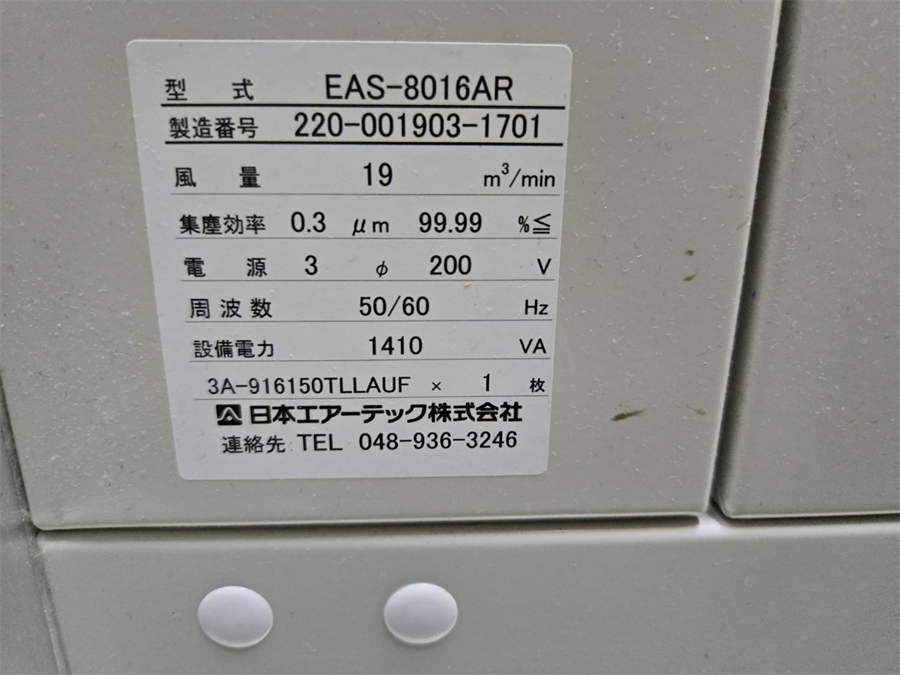 型 式 EAS-8016AR
製造番号 220-001903-1701
風 量 19 m³/min
集塵効率 0.3 μm 99.99 %≦
電 源 3 φ 200 V
周波数 50/60 Hz
設備電力 1410 VA
3A-916150TLLAUF × 1 枚
日本エアーテック株式会社
連絡先 TEL 048-936-3246